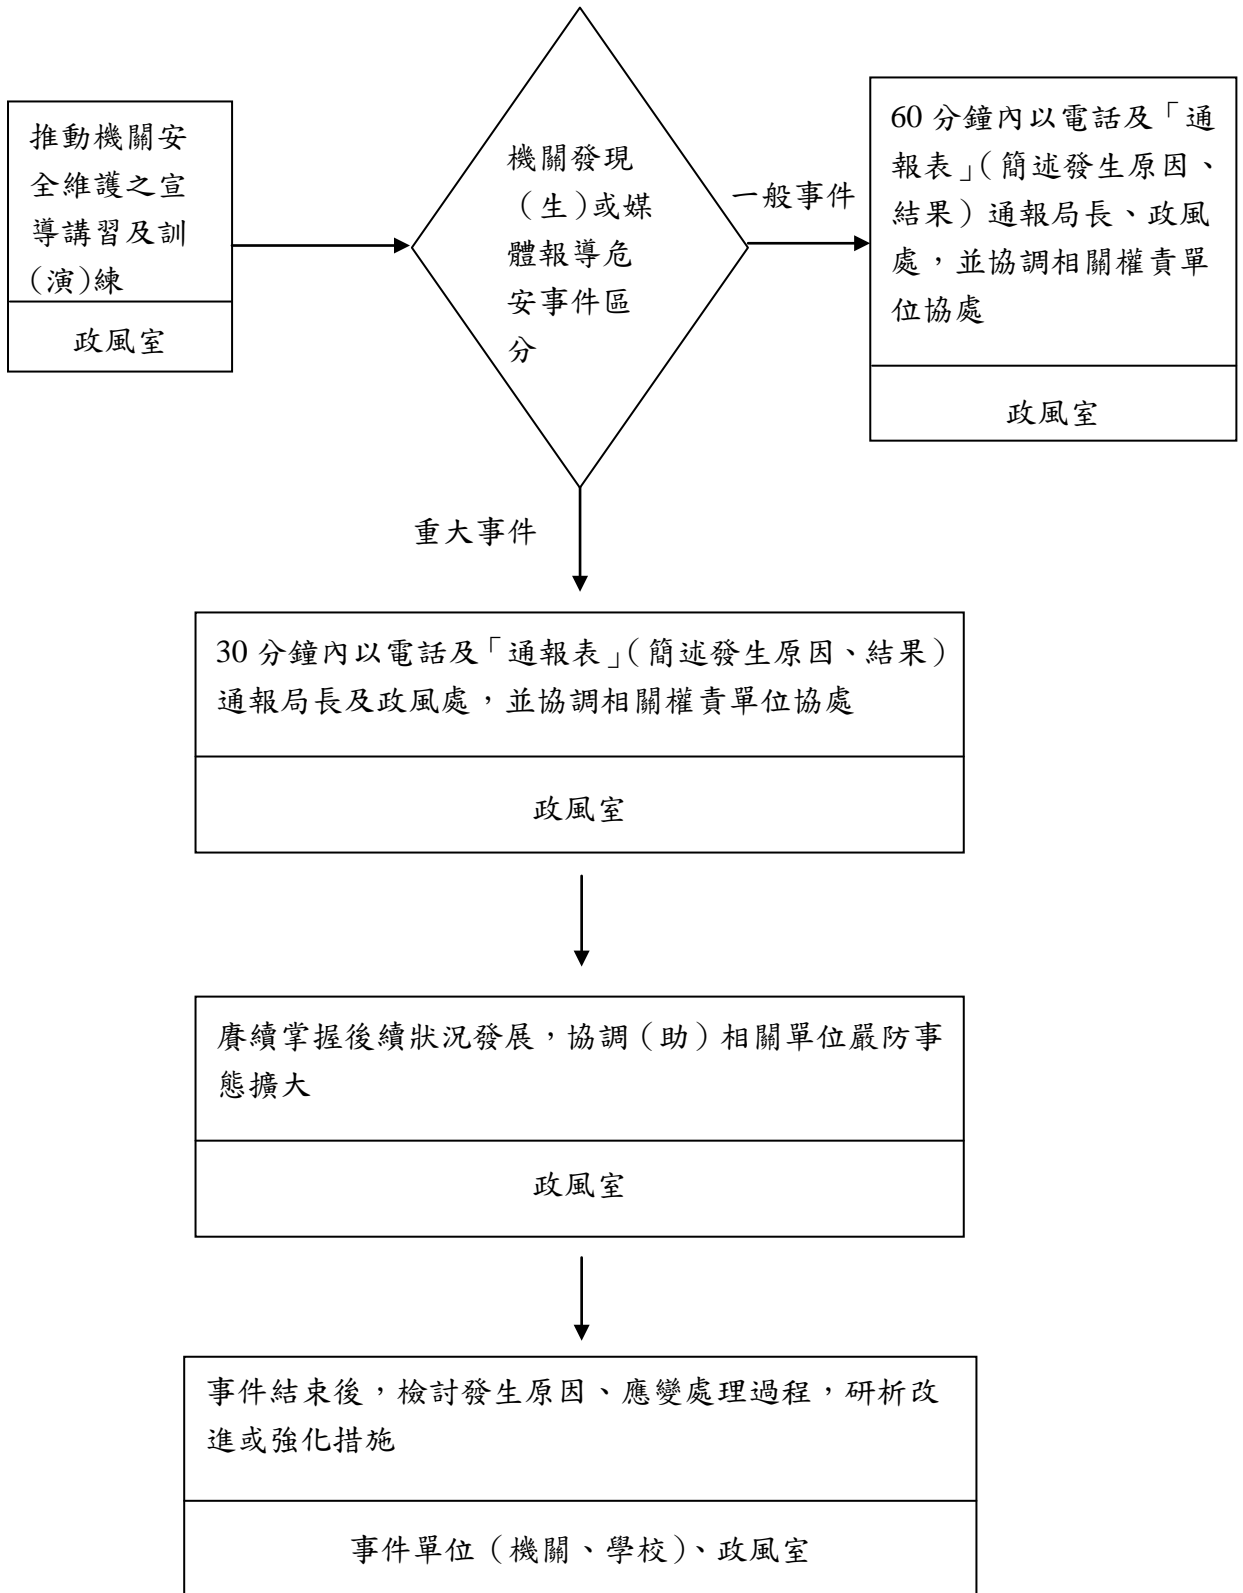 推動機關安
全維護之宣
導講習及訓
(演)練
政風室
機關發現
（生)或媒
體報導危
安事件區
分
一般事件
60 分鐘內以電話及「通
報表」（簡述發生原因、
結果）通報局長、政風
處，並協調相關權責單
位協處
政風室
重大事件
30 分鐘內以電話及「通報表」（簡述發生原因、結果）
通報局長及政風處，並協調相關權責單位協處
政風室
賡續掌握後續狀況發展，協調（助）相關單位嚴防事
態擴大
政風室
事件結束後，檢討發生原因、應變處理過程，研析改
進或強化措施
事件單位（機關、學校）、政風室